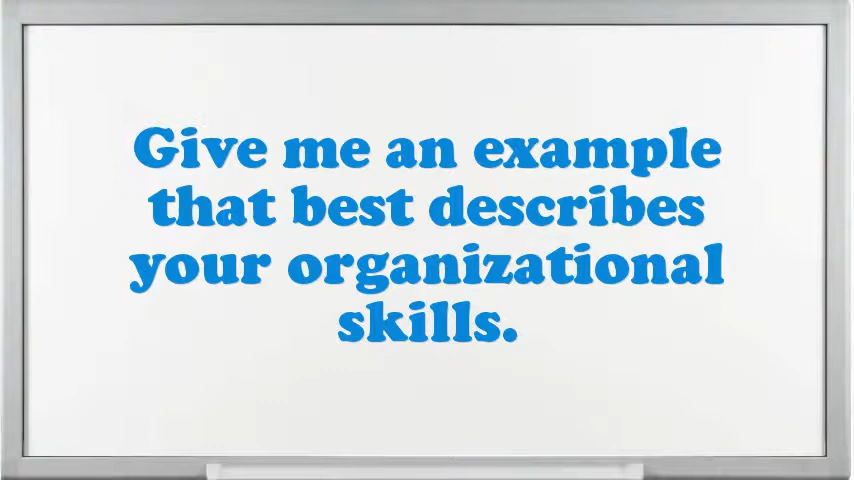 Give me an example
that best describes
your organizational
skills.